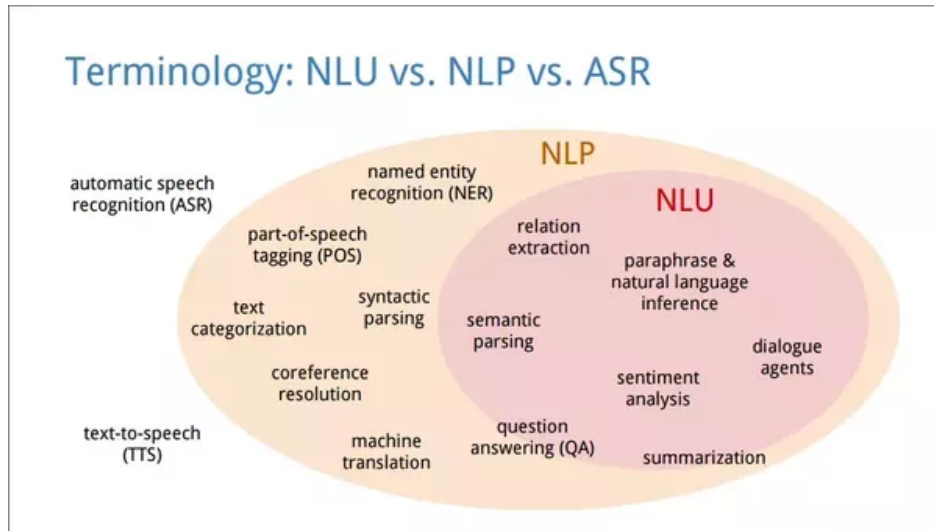 Terminology: NLU vs. NLP vs. ASR
NLP
NLU
automatic speech
recognition (ASR)
named entity
recognition (NER)
part-of-speech
tagging (POS)
relation
extraction
paraphrase &
natural language
inference
text
categorization
syntactic
parsing
semantic
parsing
dialogue
agents
coreference
resolution
sentiment
analysis
text-to-speech
(TTS)
machine
translation
question
answering (QA)
summarization